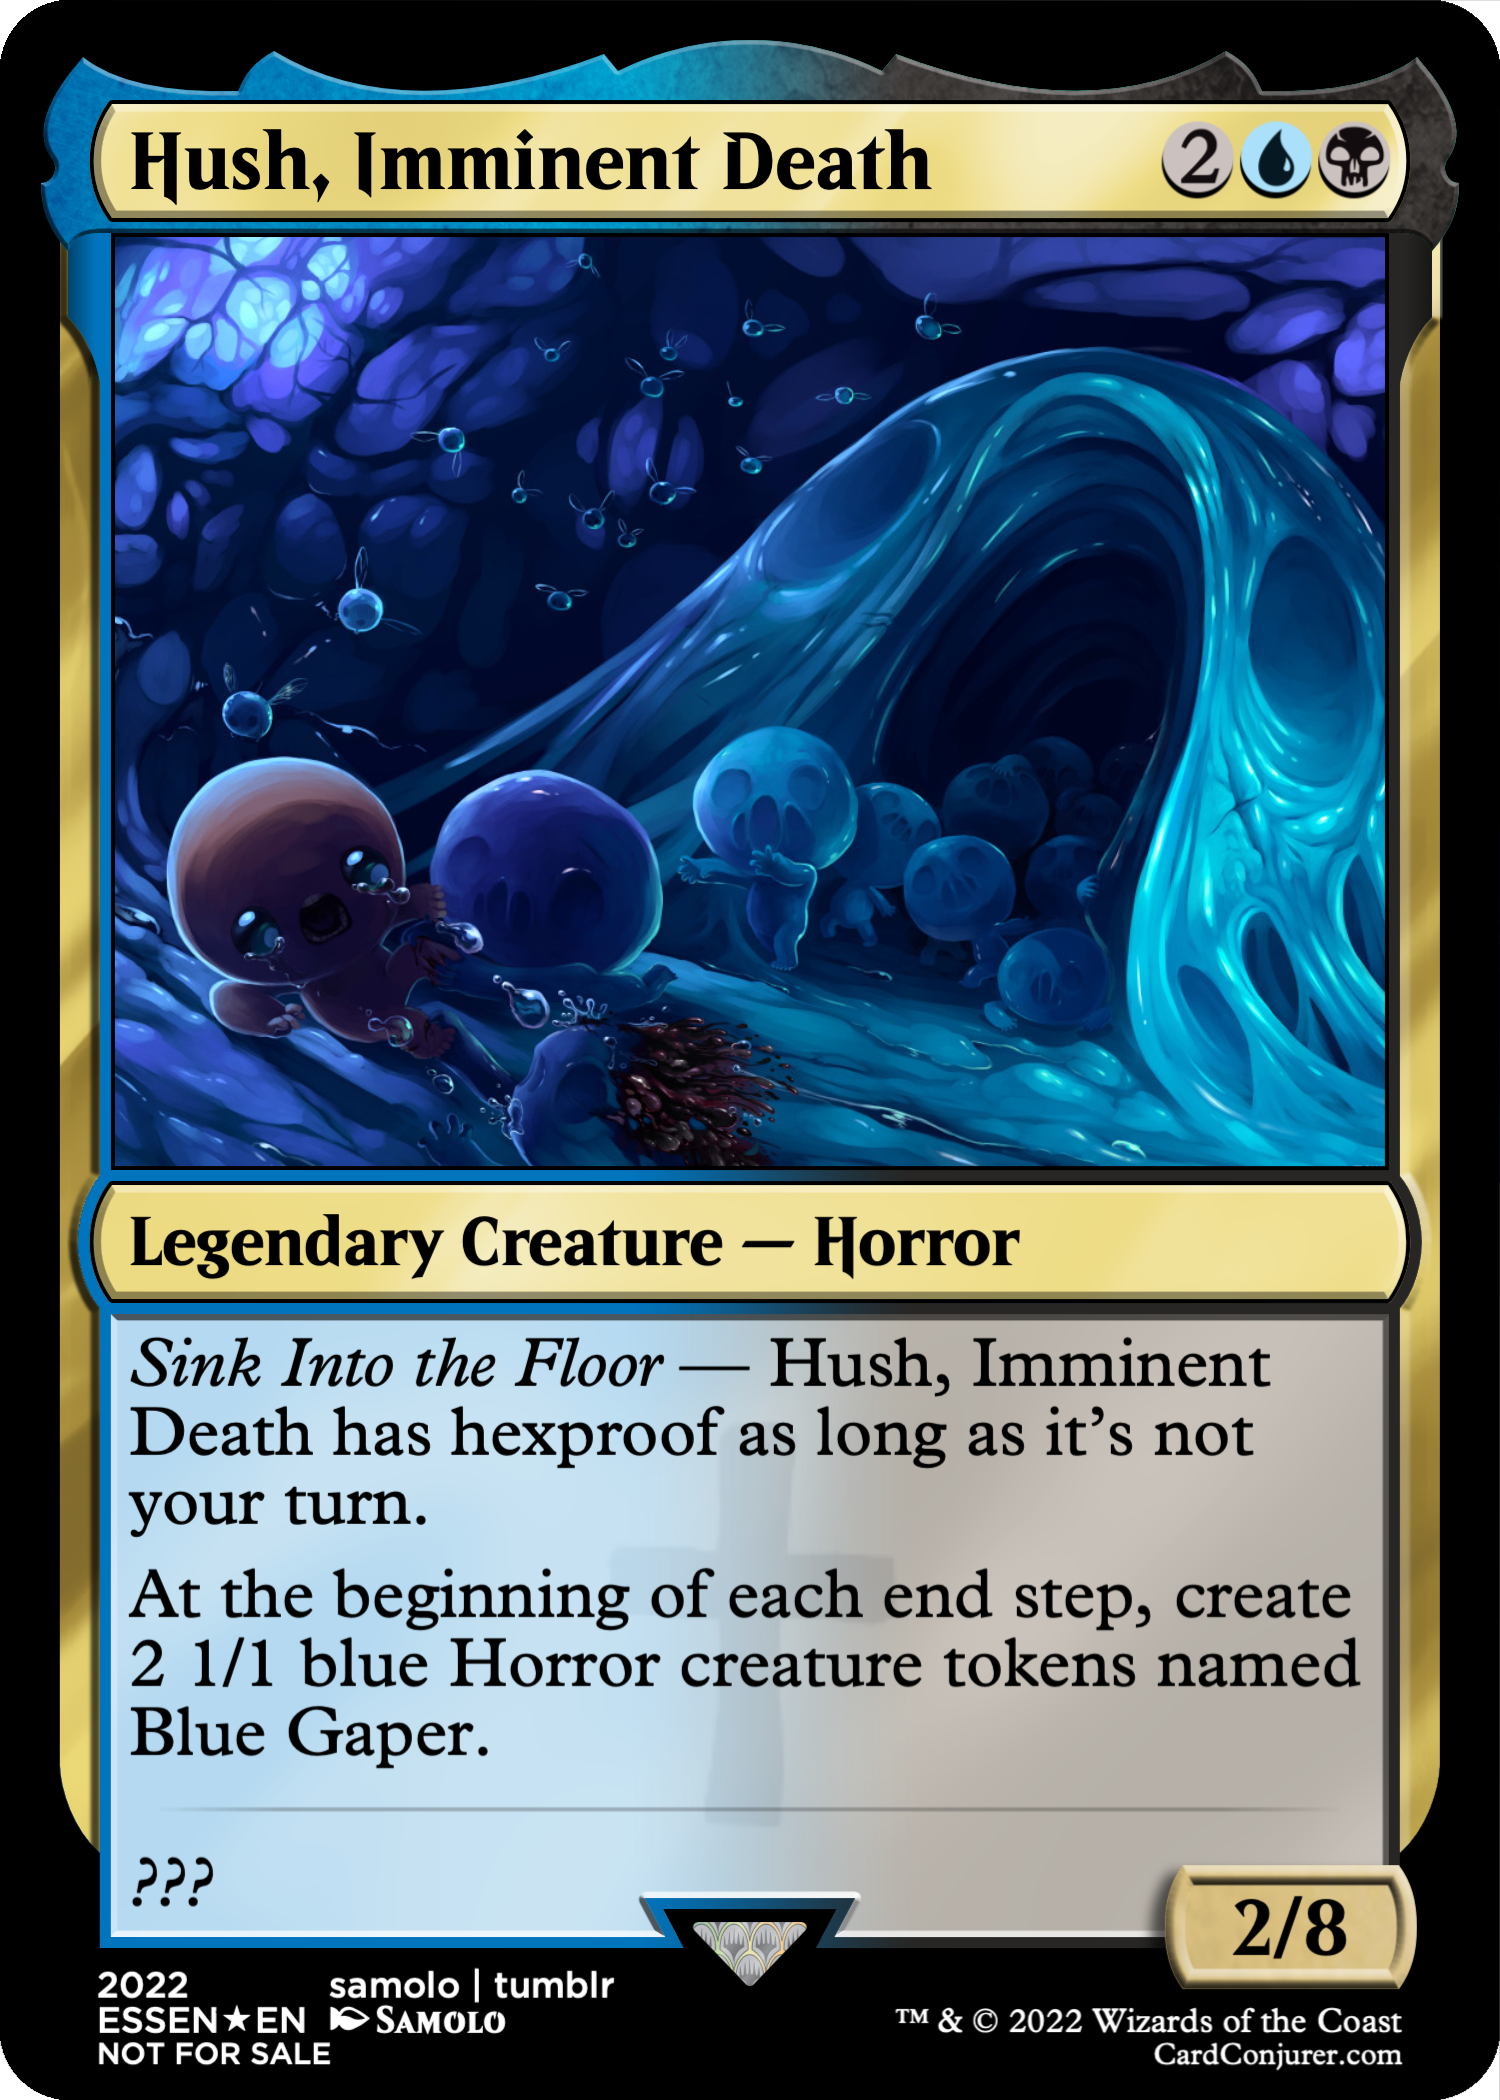 Hush, Imminent Death 2
Legendary Creature — Horror
Sink Into the Floor — Hush, Imminent
Death has hexproof as long as it’s not
your turn.
At the beginning of each end step, create
2 1/1 blue Horror creature tokens named
Blue Gaper.
???
2/8
2022 samolo | tumblr
ESSEN★EN SAMOLO
NOT FOR SALE
™ & © 2022 Wizards of the Coast
CardConjurer.com